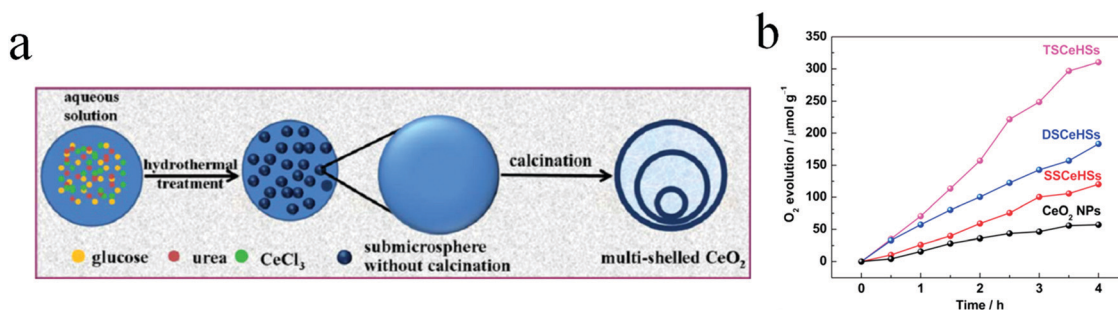 a
aqueous
solution
hydrothermal
treatment
calcination
glucose
urea
CeCl₃
submicrosphere
without calcination
multi-shelled CeO₂
b
O₂ evolution / μmol g⁻¹
350
300
250
200
150
100
50
0
TSCeHSs
DSCeHSs
SSCeHSs
CeO₂ NPs
0 1 2 3 4
Time / h